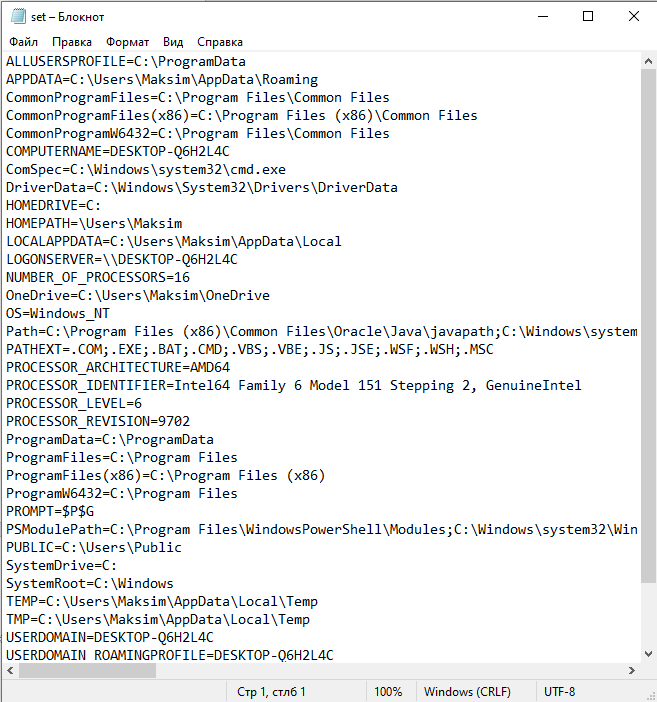 set – Блокнот
Файл Правка Формат Вид Справка
ALLUSERSPROFILE=C:\ProgramData
APPDATA=C:\Users\Maksim\AppData\Roaming
CommonProgramFiles=C:\Program Files\Common Files
CommonProgramFiles(x86)=C:\Program Files (x86)\Common Files
CommonProgramW6432=C:\Program Files\Common Files
COMPUTERNAME=DESKTOP-Q6H2L4C
ComSpec=C:\Windows\system32\cmd.exe
DriverData=C:\Windows\System32\Drivers\DriverData
HOMEDRIVE=C:
HOMEPATH=\Users\Maksim
LOCALAPPDATA=C:\Users\Maksim\AppData\Local
LOGONSERVER=\\DESKTOP-Q6H2L4C
NUMBER_OF_PROCESSORS=16
OneDrive=C:\Users\Maksim\OneDrive
OS=Windows_NT
Path=C:\Program Files (x86)\Common Files\Oracle\Java\javapath;C:\Windows\system
PATHEXT=.COM;.EXE;.BAT;.CMD;.VBS;.VBE;.JS;.JSE;.WSF;.WSH;.MSC
PROCESSOR_ARCHITECTURE=AMD64
PROCESSOR_IDENTIFIER=Intel64 Family 6 Model 151 Stepping 2, GenuineIntel
PROCESSOR_LEVEL=6
PROCESSOR_REVISION=9702
ProgramData=C:\ProgramData
ProgramFiles=C:\Program Files
ProgramFiles(x86)=C:\Program Files (x86)
ProgramW6432=C:\Program Files
PROMPT=$P$G
PSModulePath=C:\Program Files\WindowsPowerShell\Modules;C:\Windows\system32\Win
PUBLIC=C:\Users\Public
SystemDrive=C:
SystemRoot=C:\Windows
TEMP=C:\Users\Maksim\AppData\Local\Temp
TMP=C:\Users\Maksim\AppData\Local\Temp
USERDOMAIN=DESKTOP-Q6H2L4C
USERDOMAIN_ROAMINGPROFILE=DESKTOP-Q6H2L4C
Стр 1, стлб 1 100% Windows (CRLF) UTF-8